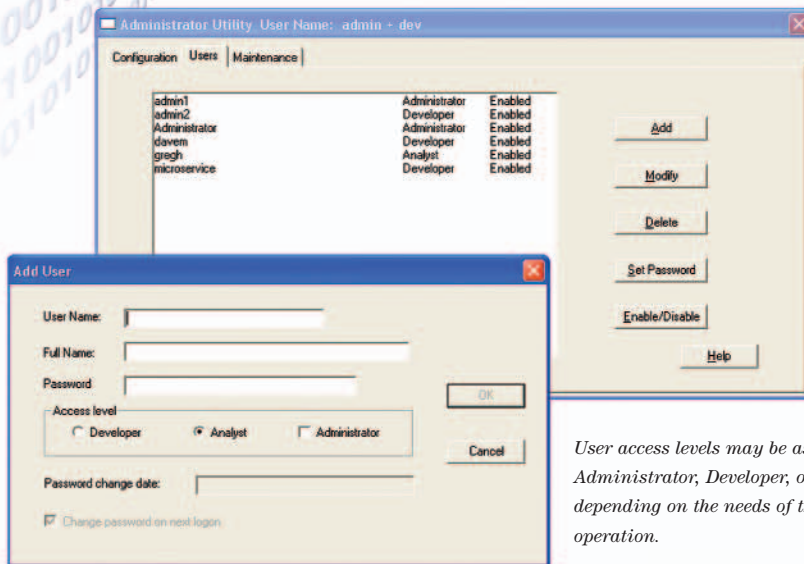 Administrator Utility User Name: admin + dev
Configuration Users Maintenance
admin1 Administrator Enabled
admin2 Developer Enabled
Administrator Administrator Enabled
davem Developer Enabled
gregh Analyst Enabled
microservice Developer Enabled
Add
Modify
Delete
Set Password
Enable/Disable
Help
Add User
User Name:
Full Name:
Password
Access level
Developer Analyst Administrator
Password change date:
Change password on next logon
OK
Cancel
User access levels may be as
Administrator, Developer, o
depending on the needs of t
operation.